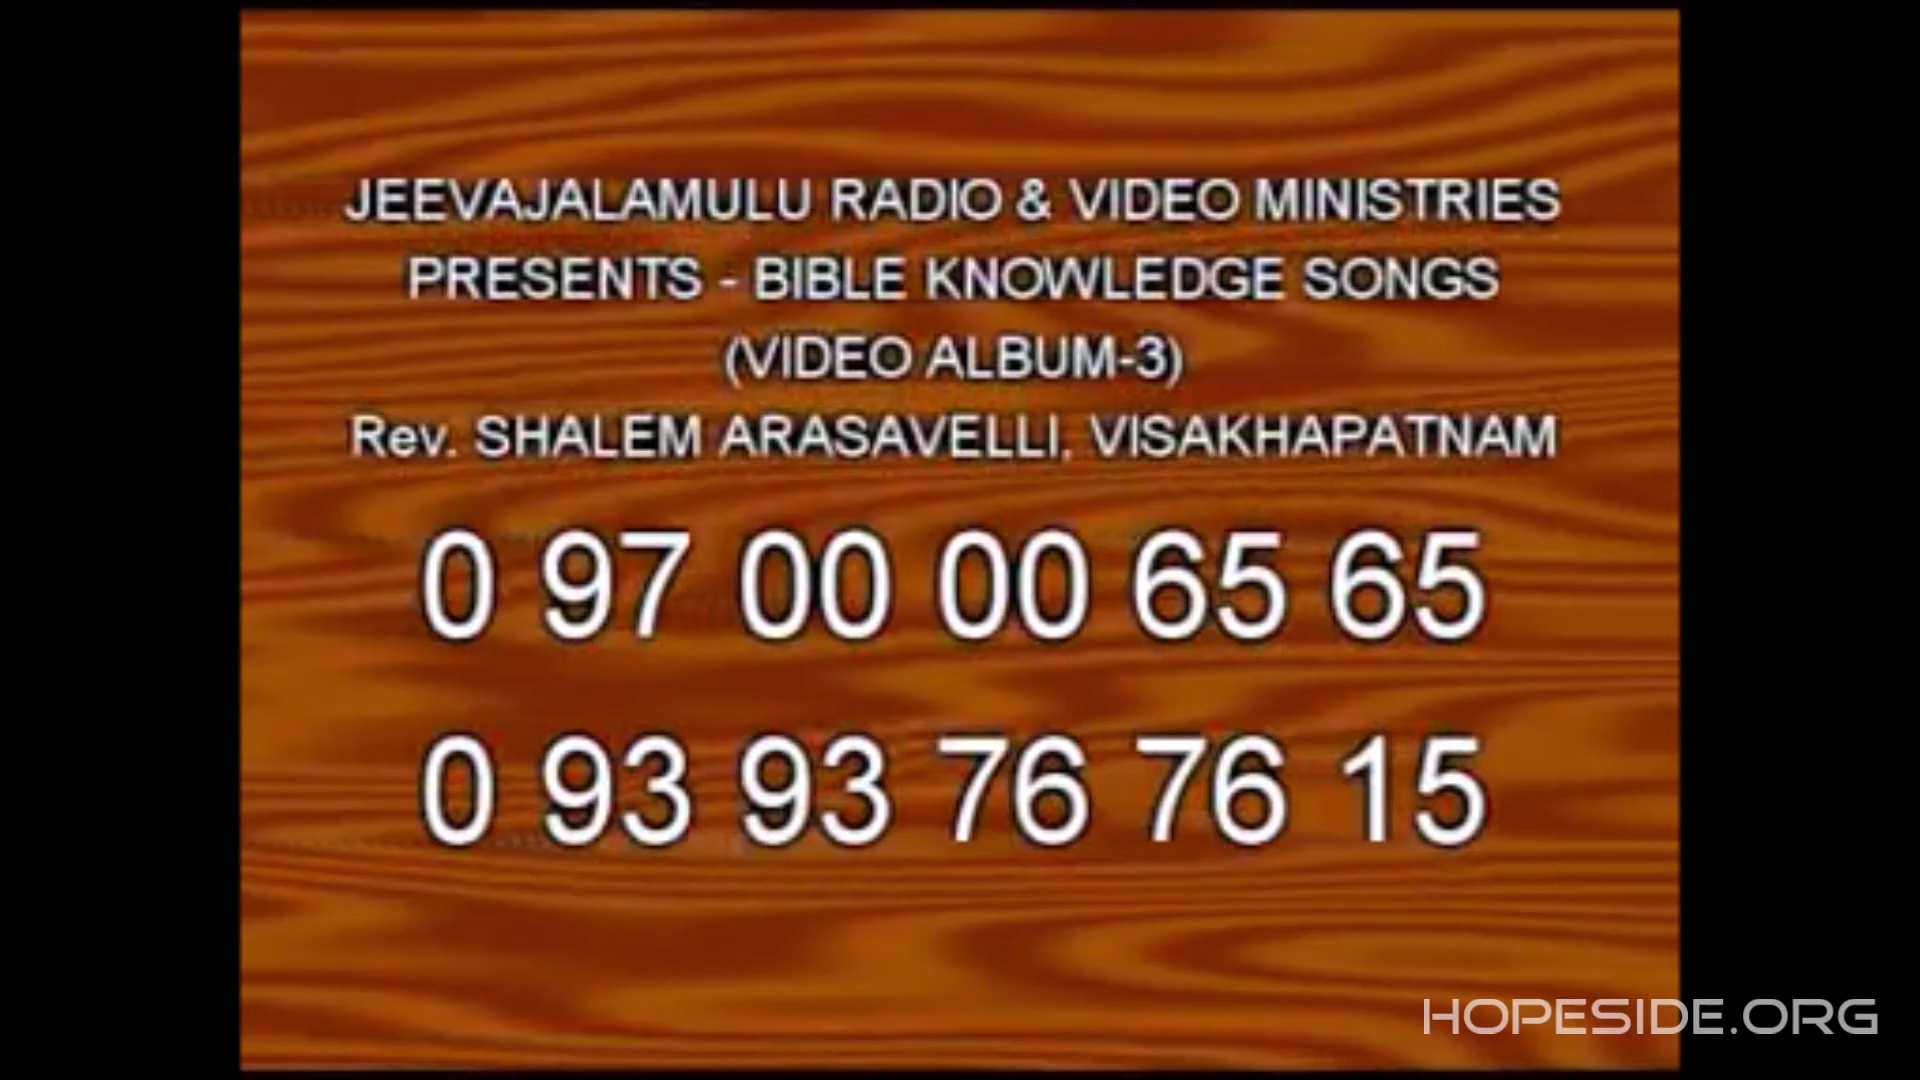 JEEVAJALAMULU RADIO & VIDEO MINISTRIES
PRESENTS - BIBLE KNOWLEDGE SONGS
(VIDEO ALBUM-3)
Rev. SHALEM ARASAVELLI, VISAKHAPATNAM
0 97 00 00 65 65
0 93 93 76 76 15
HOPESIDE.ORG